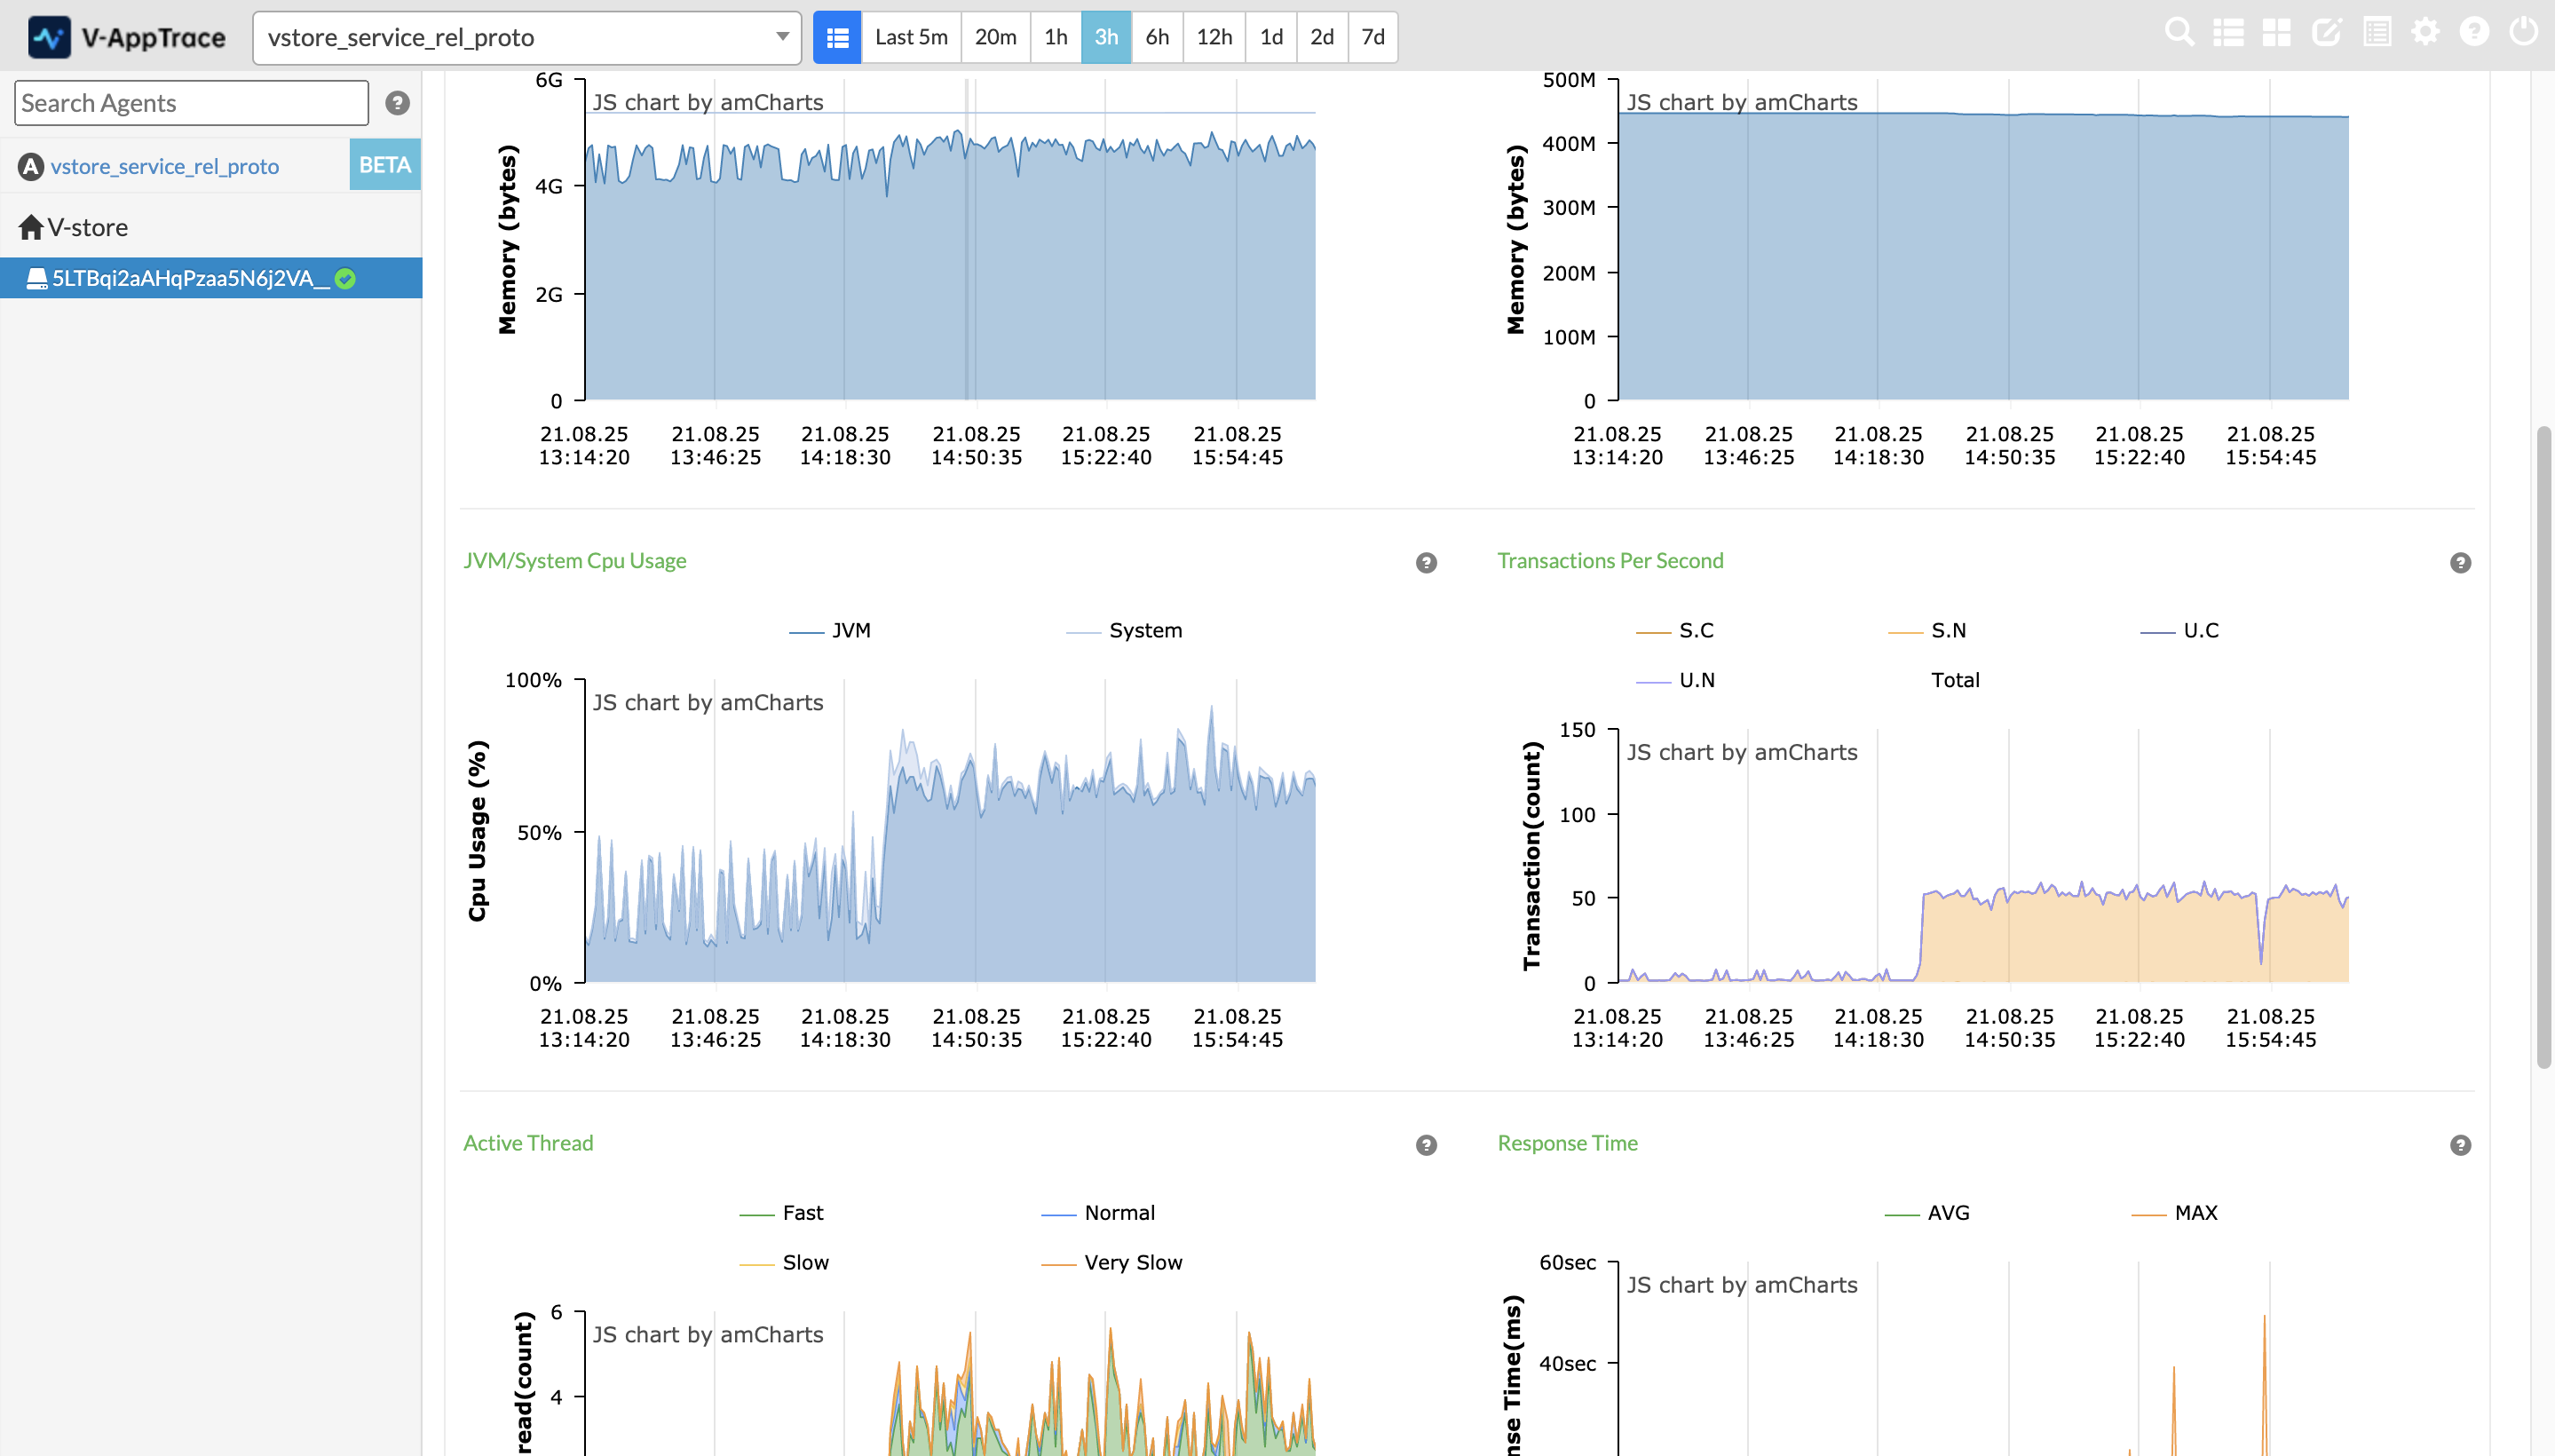 V-AppTrace
vstore_service_rel_proto
Last 5m 20m 1h 3h 6h 12h 1d 2d 7d
Search Agents
vstore_service_rel_proto BETA
V-store
5LTBqi2aAHqPzaa5N6j2VA__
6G
JS chart by amCharts
4G
2G
0
Memory (bytes)
21.08.25 21.08.25 21.08.25 21.08.25 21.08.25 21.08.25
13:14:20 13:46:25 14:18:30 14:50:35 15:22:40 15:54:45
500M
JS chart by amCharts
400M
300M
200M
100M
0
Memory (bytes)
21.08.25 21.08.25 21.08.25 21.08.25 21.08.25 21.08.25
13:14:20 13:46:25 14:18:30 14:50:35 15:22:40 15:54:45
JVM/System Cpu Usage
JVM System
100%
JS chart by amCharts
50%
0%
Cpu Usage (%)
21.08.25 21.08.25 21.08.25 21.08.25 21.08.25 21.08.25
13:14:20 13:46:25 14:18:30 14:50:35 15:22:40 15:54:45
Transactions Per Second
S.C S.N U.C
U.N Total
150
JS chart by amCharts
100
50
0
Transaction(count)
21.08.25 21.08.25 21.08.25 21.08.25 21.08.25 21.08.25
13:14:20 13:46:25 14:18:30 14:50:35 15:22:40 15:54:45
Active Thread
Fast Normal
Slow Very Slow
6
JS chart by amCharts
4
read(count)
Response Time
AVG MAX
60sec
JS chart by amCharts
40sec
nse Time(ms)